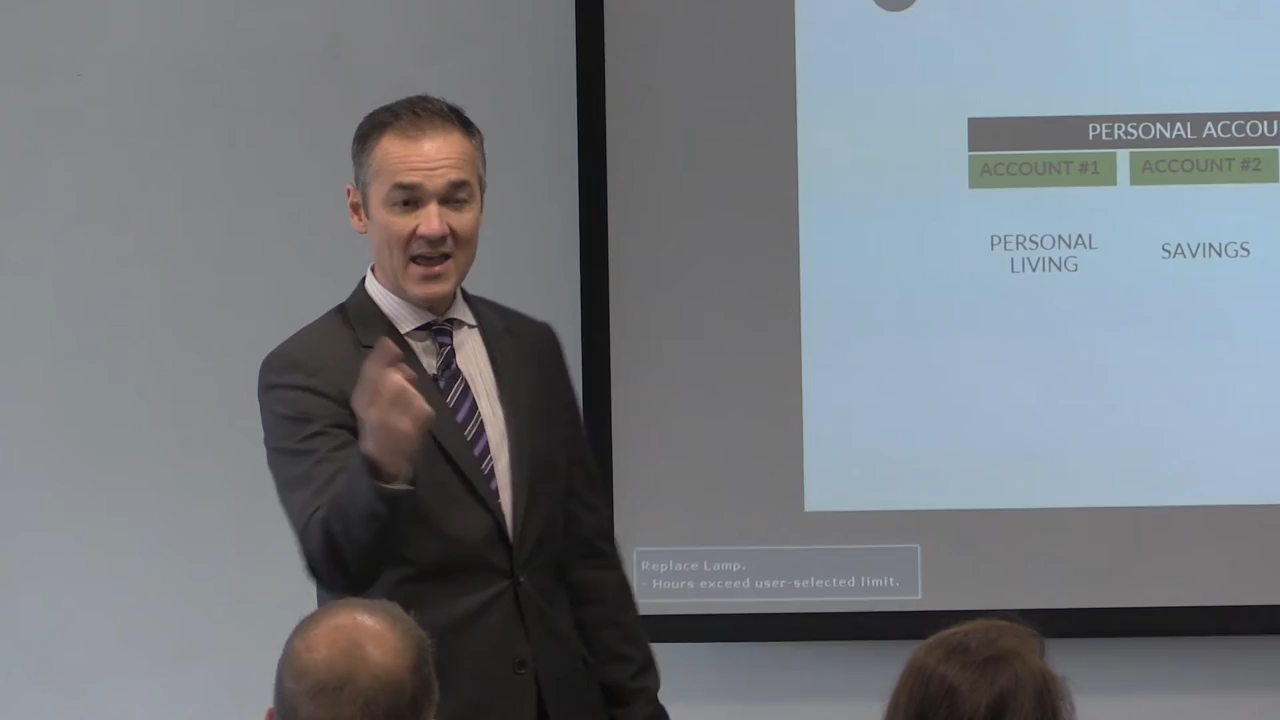 PERSONAL ACCOU
ACCOUNT #1
ACCOUNT #2
PERSONAL
LIVING
SAVINGS
Replace Lamp.
- Hours exceed user-selected limit.